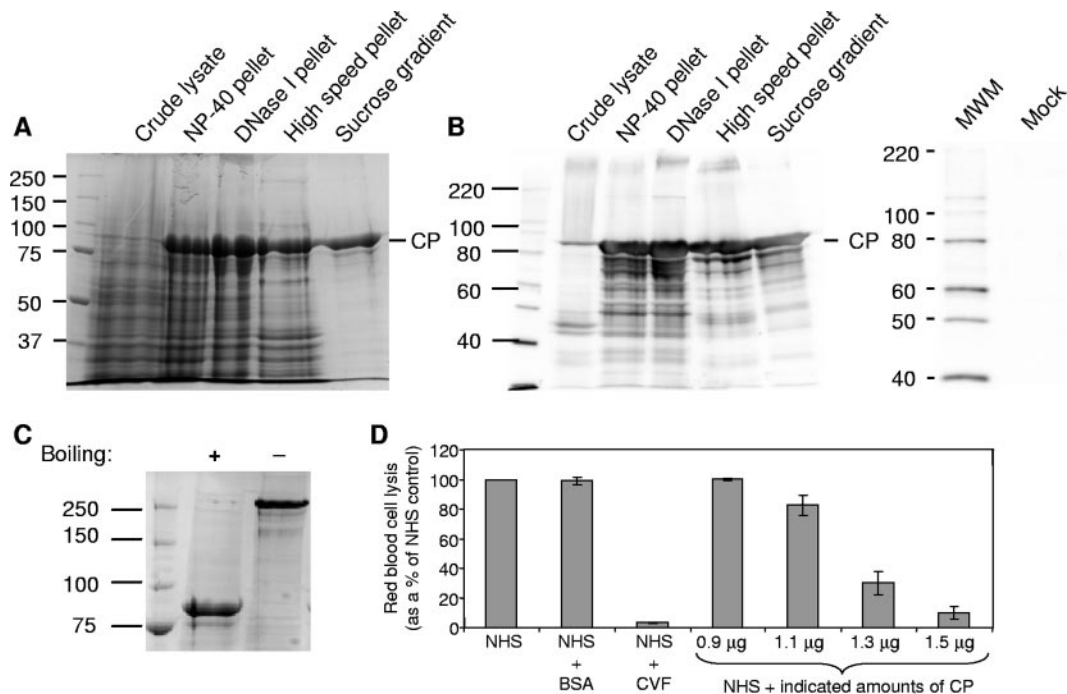 A
Crude lysate
NP-40 pellet
DNase I pellet
High speed pellet
Sucrose gradient
250
150
100
75
50
37
CP
B
Crude lysate
NP-40 pellet
DNase I pellet
High speed pellet
Sucrose gradient
220
100
80
60
40
CP
MWM
Mock
220
100
80
60
50
40
C
Boiling: + –
250
150
100
75
D
Red blood cell lysis
(as a % of NHS control)
120
100
80
60
40
20
0
NHS
NHS
+
BSA
NHS
+
CVF
0.9 µg 1.1 µg 1.3 µg 1.5 µg
NHS + indicated amounts of CP